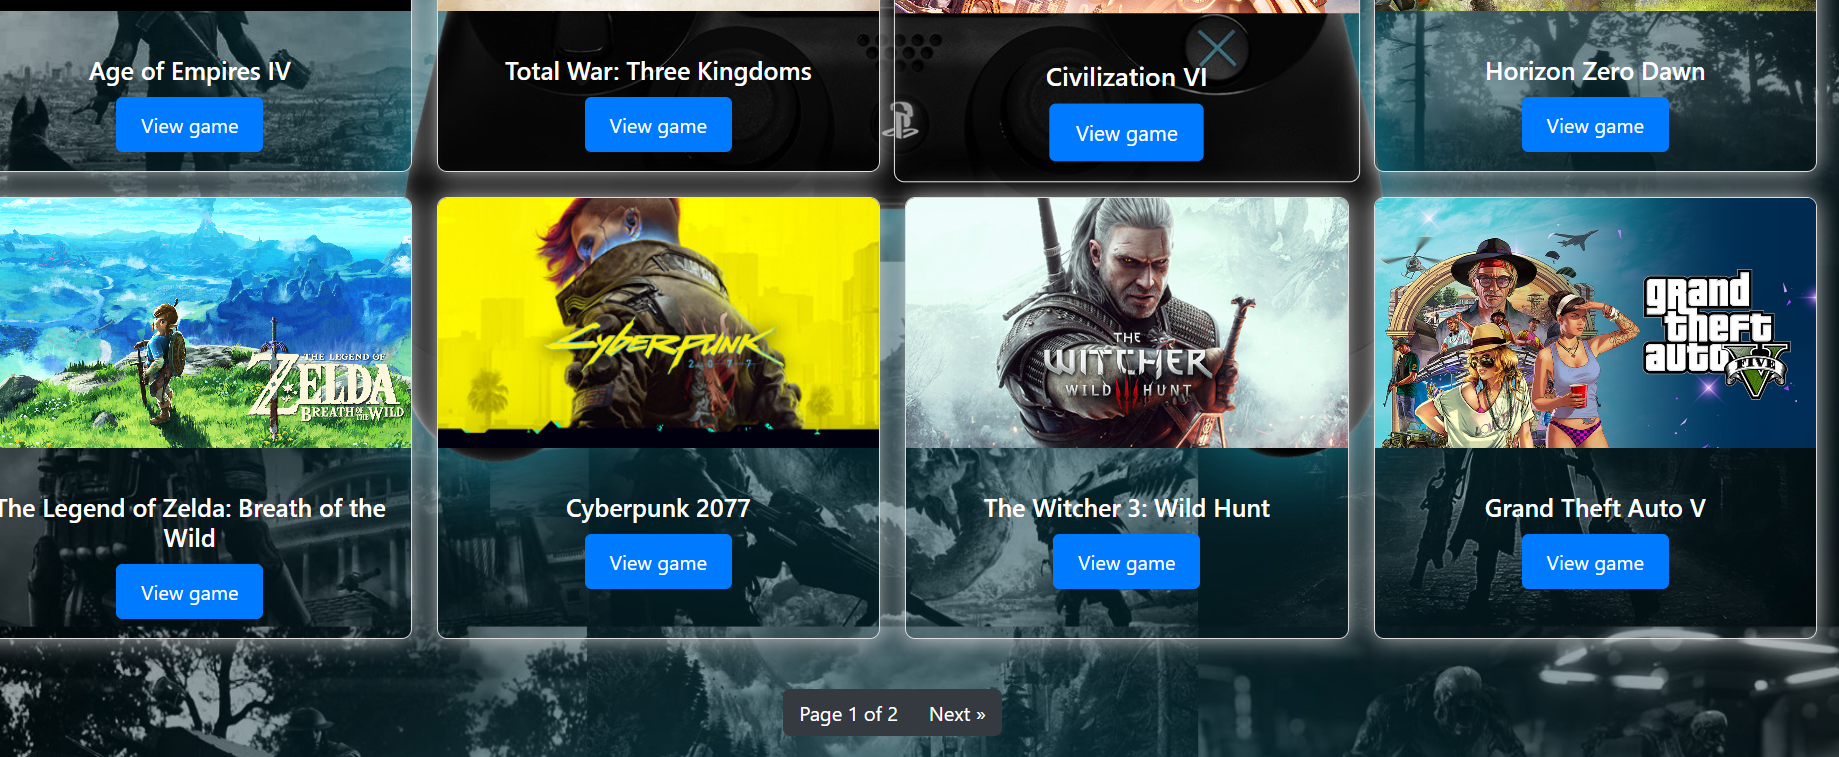 Age of Empires IV
Total War: Three Kingdoms
Civilization VI
Horizon Zero Dawn
View game
View game
View game
View game
THE LEGEND OF
ZELDA
BREATH OF THE WILD
Cyberpunk
2077
THE
WITCHER
WILD HUNT
grand
theft
auto
FIVE
The Legend of Zelda: Breath of the
Wild
Cyberpunk 2077
The Witcher 3: Wild Hunt
Grand Theft Auto V
View game
View game
View game
View game
Page 1 of 2 Next »